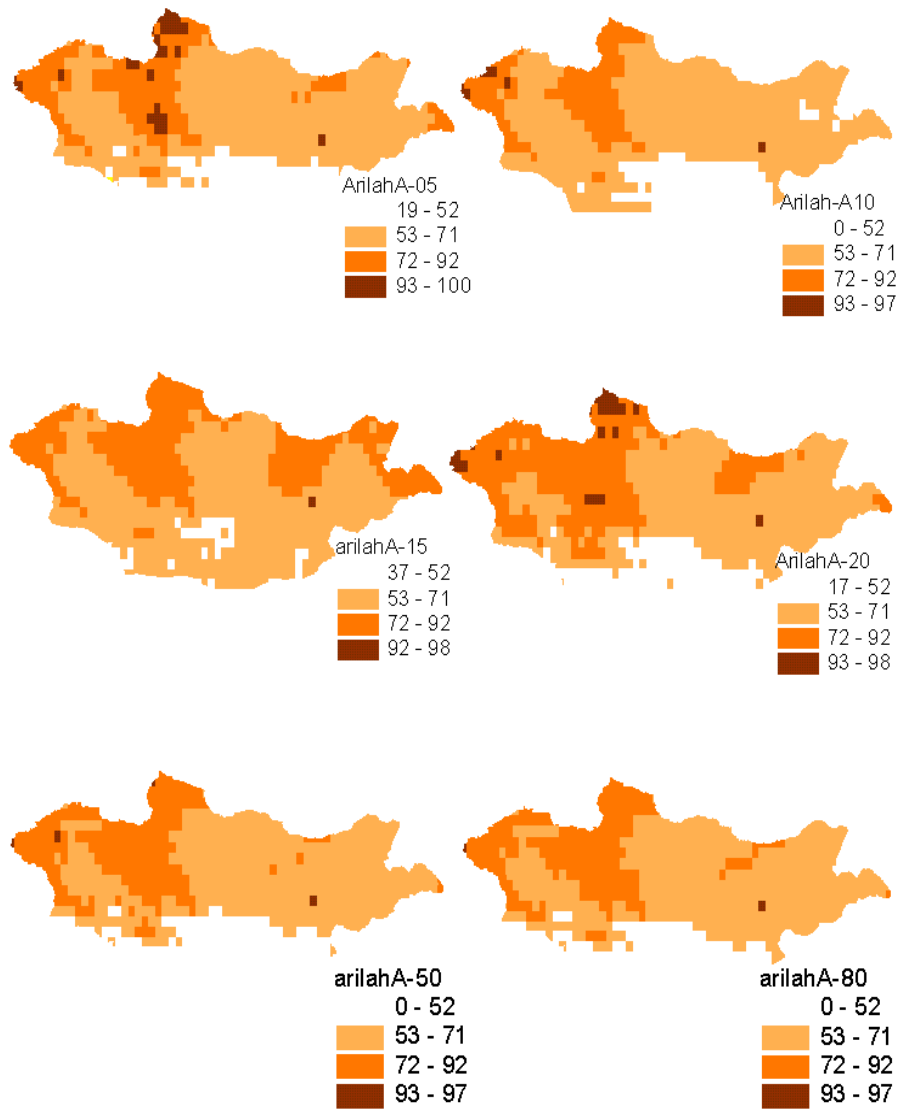 ArilahA-05
19 - 52
53 - 71
72 - 92
93 - 100
Arilah-A10
0 - 52
53 - 71
72 - 92
93 - 97
arilahA-15
37 - 52
53 - 71
72 - 92
92 - 98
ArilahA-20
17 - 52
53 - 71
72 - 92
93 - 98
arilahA-50
0 - 52
53 - 71
72 - 92
93 - 97
arilahA-80
0 - 52
53 - 71
72 - 92
93 - 97